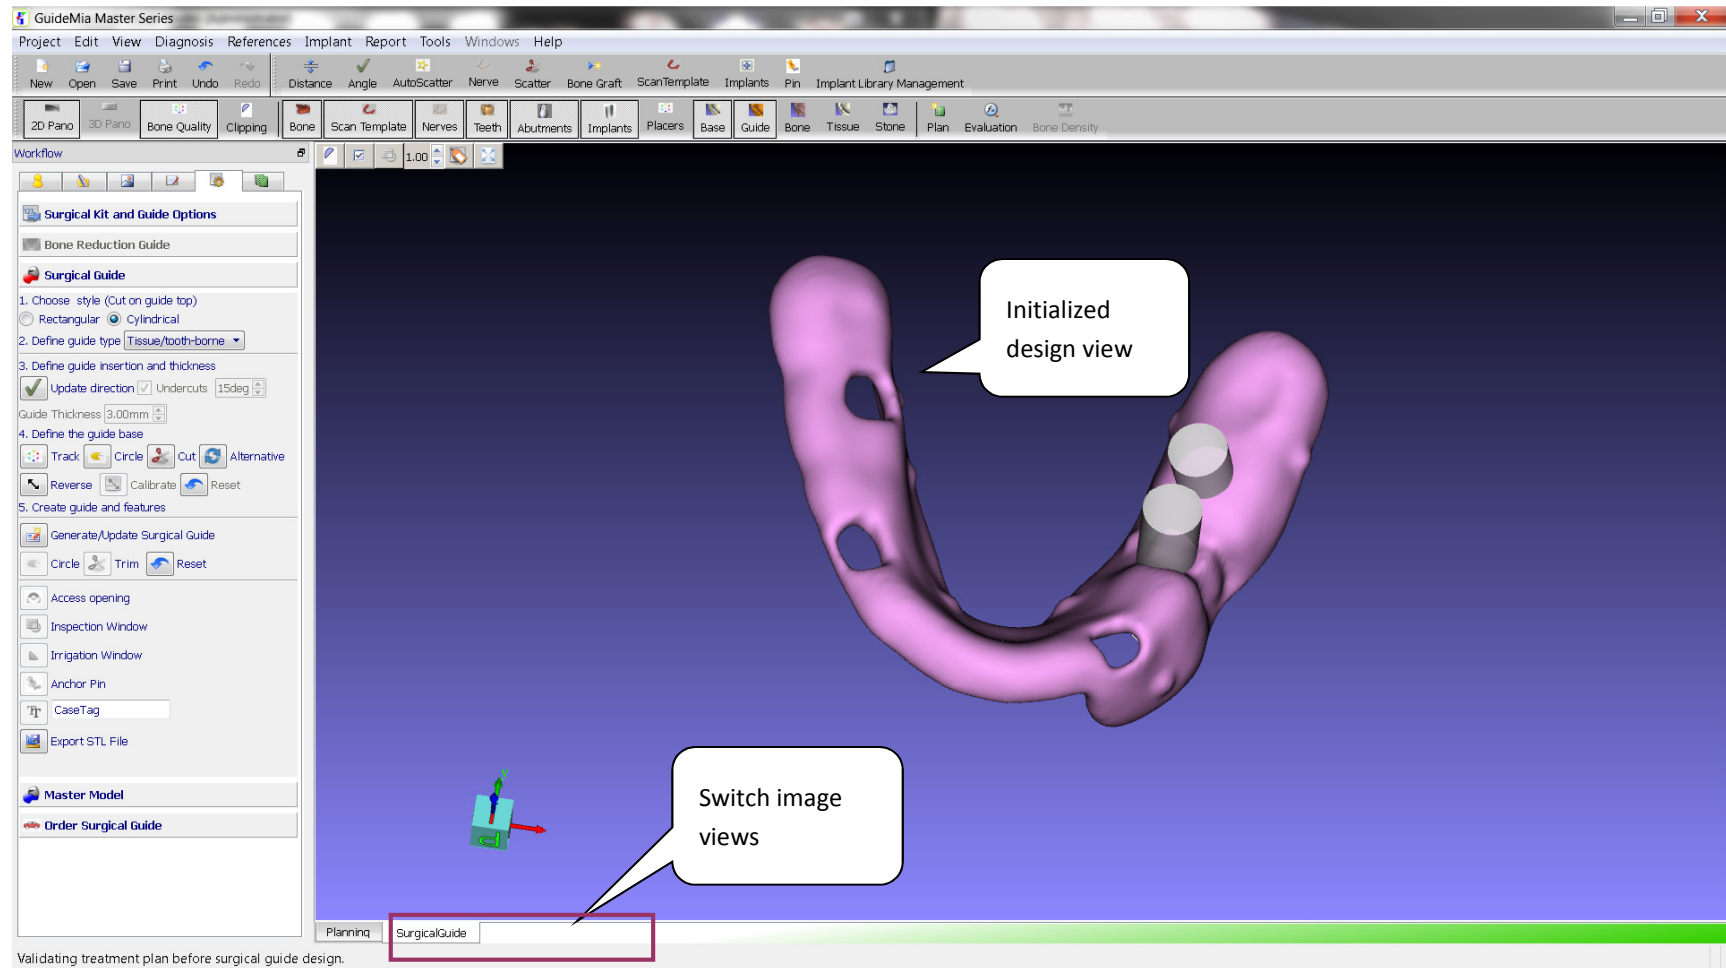 GuideMia Master Series
Project Edit View Diagnosis References Implant Report Tools Windows Help
New Open Save Print Undo Redo Distance Angle AutoScatter Nerve Scatter Bone Graft ScanTemplate Implants Pin Implant Library Management
2D Pano 3D Pano Bone Quality Clipping Bone Scan Template Nerves Teeth Abutments Implants Placers Base Guide Bone Tissue Stone Plan Evaluation Bone Density
Workflow
1.00
Surgical Kit and Guide Options
Bone Reduction Guide
Surgical Guide
1. Choose style (Cut on guide top)
Rectangular Cylindrical
2. Define guide type Tissue/tooth-borne
3. Define guide insertion and thickness
Update direction Undercuts 15deg
Guide Thickness 3.00mm
4. Define the guide base
Track Circle Cut Alternative
Reverse Calibrate Reset
5. Create guide and features
Generate/Update Surgical Guide
Circle Trim Reset
Access opening
Inspection Window
Irrigation Window
Anchor Pin
CaseTag
Export STL File
Master Model
Order Surgical Guide
Initialized
design view
Switch image
views
Y
P
Planning SurgicalGuide
Validating treatment plan before surgical guide design.